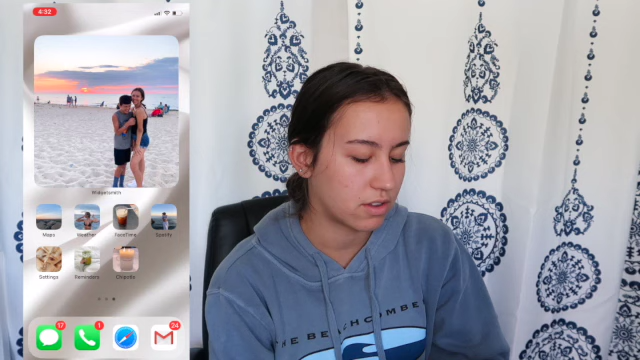 4:32
Widgetsmith
Maps
Weather
FaceTime
Spotify
Settings
Reminders
Chipotle
17
1
24
THE BEACHCOMBER